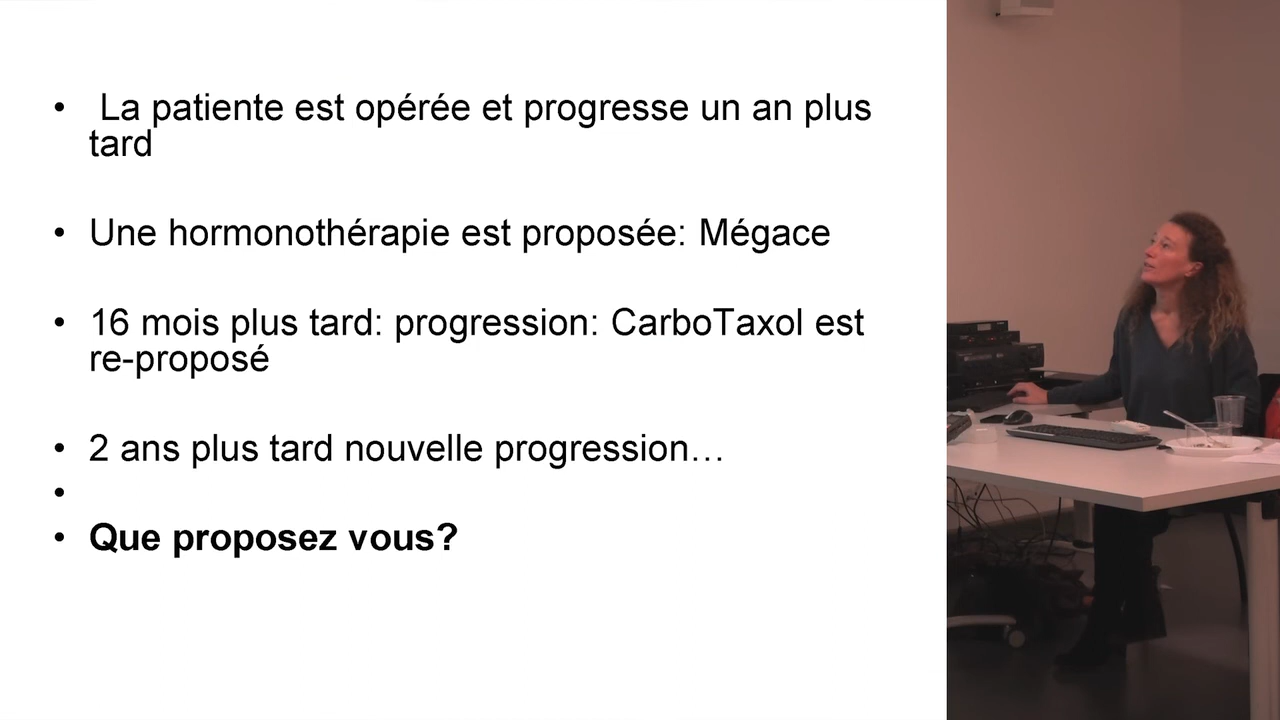 • La patiente est opérée et progresse un an plus
tard
• Une hormonothérapie est proposée: Mégace
• 16 mois plus tard: progression: CarboTaxol est
re-proposé
• 2 ans plus tard nouvelle progression…
•
• Que proposez vous?